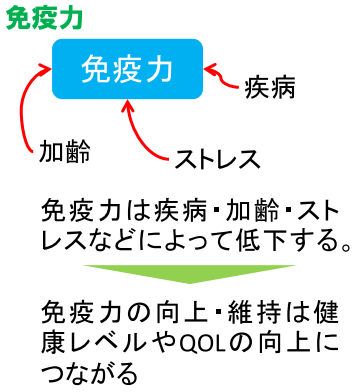 免疫力
免疫力
疾病
加齢
ストレス
免疫力は疾病・加齢・スト
レスなどによって低下する。
免疫力の向上・維持は健
康レベルやQOLの向上に
つながる